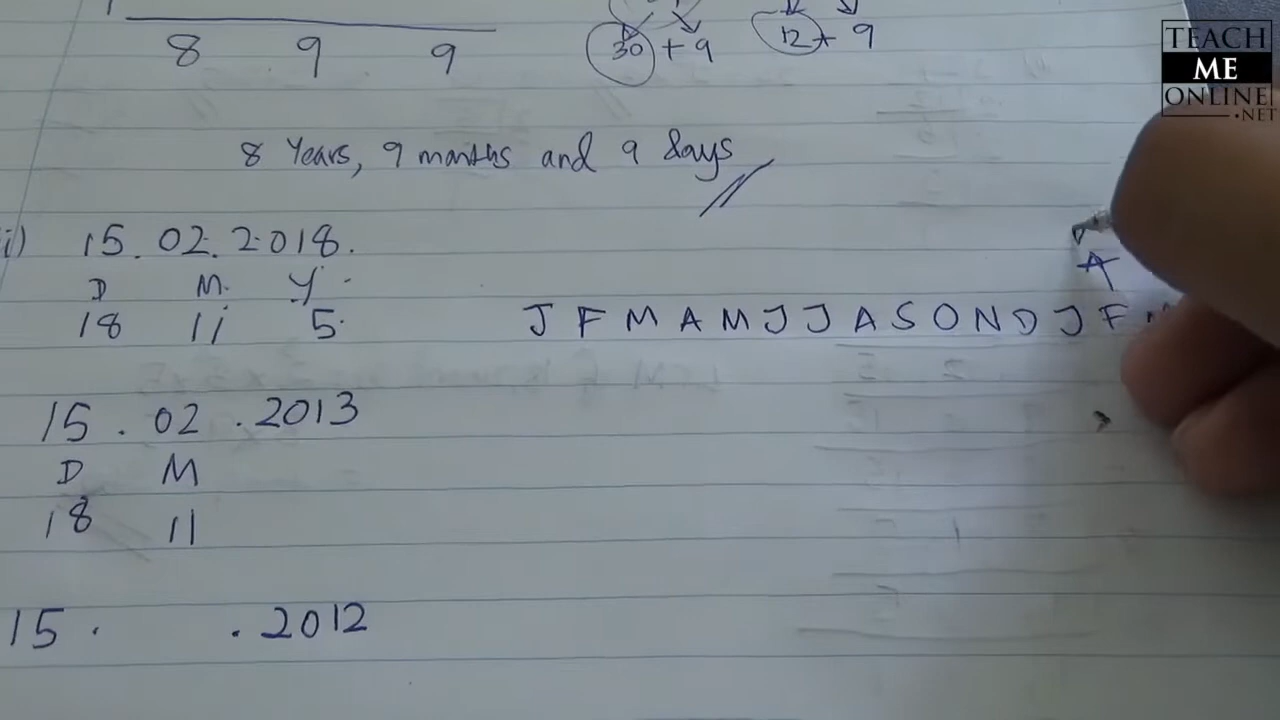 TEACH
ME
ONLINE
.NET
8 9 9
30 + 9 12 + 9
8 Years, 9 months and 9 days
i) 15.02.2018.
D M Y
18 11 5
A
J F M A M J J A S O N D J F
15.02.2013
D M
18 11
15. .2012